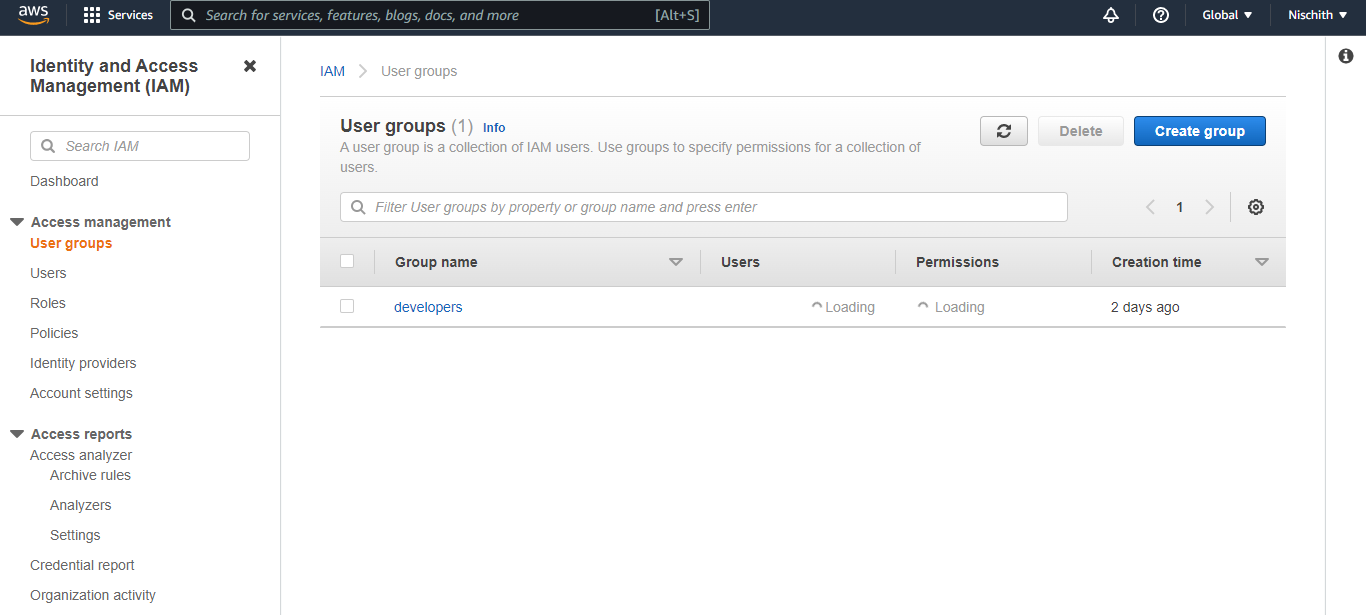 aws
Services
Search for services, features, blogs, docs, and more
[Alt+S]
Global
Nischith
Identity and Access
Management (IAM)
Search IAM
Dashboard
Access management
User groups
Users
Roles
Policies
Identity providers
Account settings
Access reports
Access analyzer
Archive rules
Analyzers
Settings
Credential report
Organization activity
IAM
User groups
User groups (1) Info
A user group is a collection of IAM users. Use groups to specify permissions for a collection of
users.
Delete
Create group
Filter User groups by property or group name and press enter
1
Group name
Users
Permissions
Creation time
developers
Loading
Loading
2 days ago